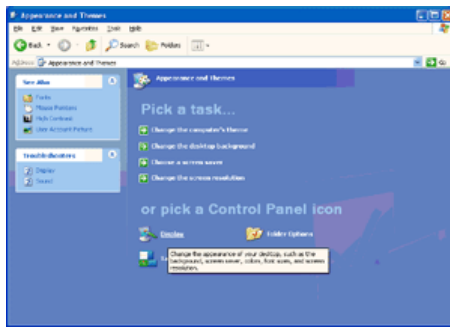 Appearance and Themes
File Edit View Favorites Tools Help
Back Search Folders
Address Appearance and Themes Go
See Also
Fonts
Mouse Pointers
High Contrast
User Account Picture
Troubleshooters
Display
Sound
Appearance and Themes
Pick a task...
Change the computer's theme
Change the desktop background
Choose a screen saver
Change the screen resolution
or pick a Control Panel icon
Display Folder Options
Change the appearance of your desktop, such as the
background, screen saver, colors, font sizes, and screen
resolution.